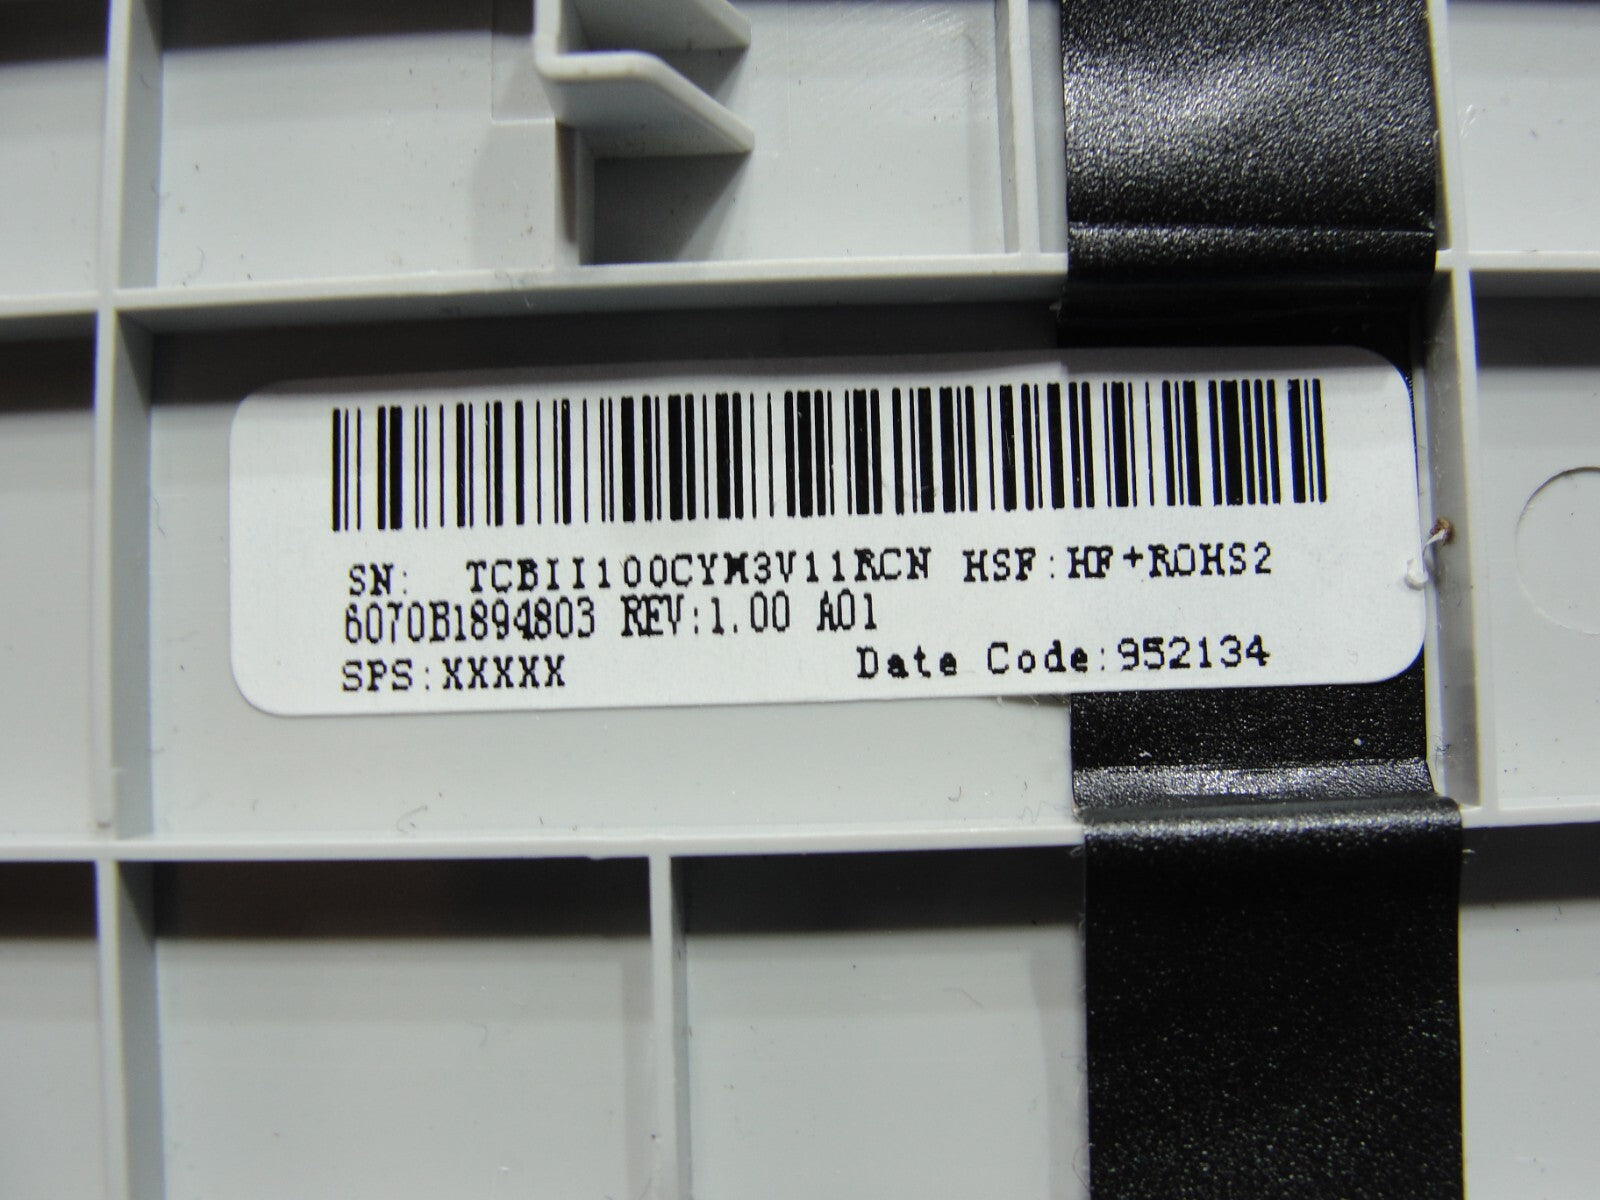 SN: TCBII100CYM3V11RCN HSF:HF+ROHS2
6070B1894803 REV:1.00 A01
SPS:XXXXX Date Code:952134